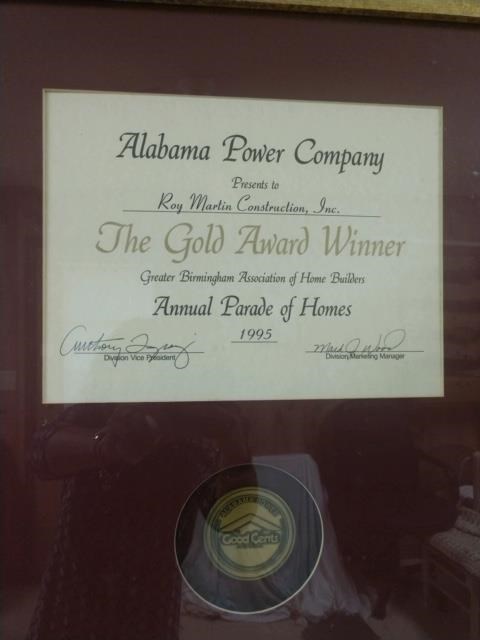 Alabama Power Company
Presents to
Roy Martin Construction, Inc.
The Gold Award Winner
Greater Birmingham Association of Home Builders
Annual Parade of Homes
1995
Division Vice President
Division Marketing Manager
Good Cents